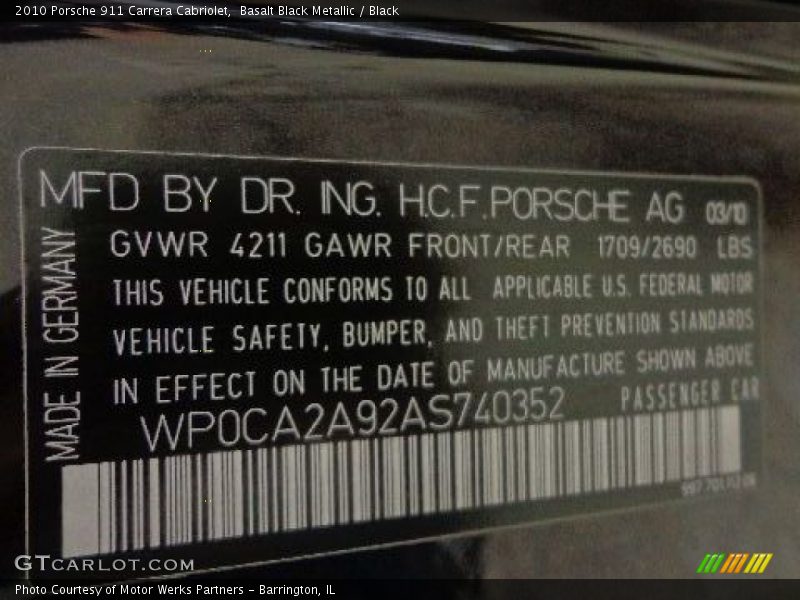 2010 Porsche 911 Carrera Cabriolet,  Basalt Black Metallic / Black
MFD BY DR. ING. H.C.F. PORSCHE AG 03/10
GVWR 4211 GAWR FRONT/REAR 1709/2690 LBS
THIS VEHICLE CONFORMS TO ALL APPLICABLE U.S. FEDERAL MOTOR
VEHICLE SAFETY, BUMPER, AND THEFT PREVENTION STANDARDS
IN EFFECT ON THE DATE OF MANUFACTURE SHOWN ABOVE
WP0CA2A92AS740352 PASSENGER CAR
MADE IN GERMANY
GTCARLOT.COM
Photo Courtesy of Motor Werks Partners - Barrington, IL